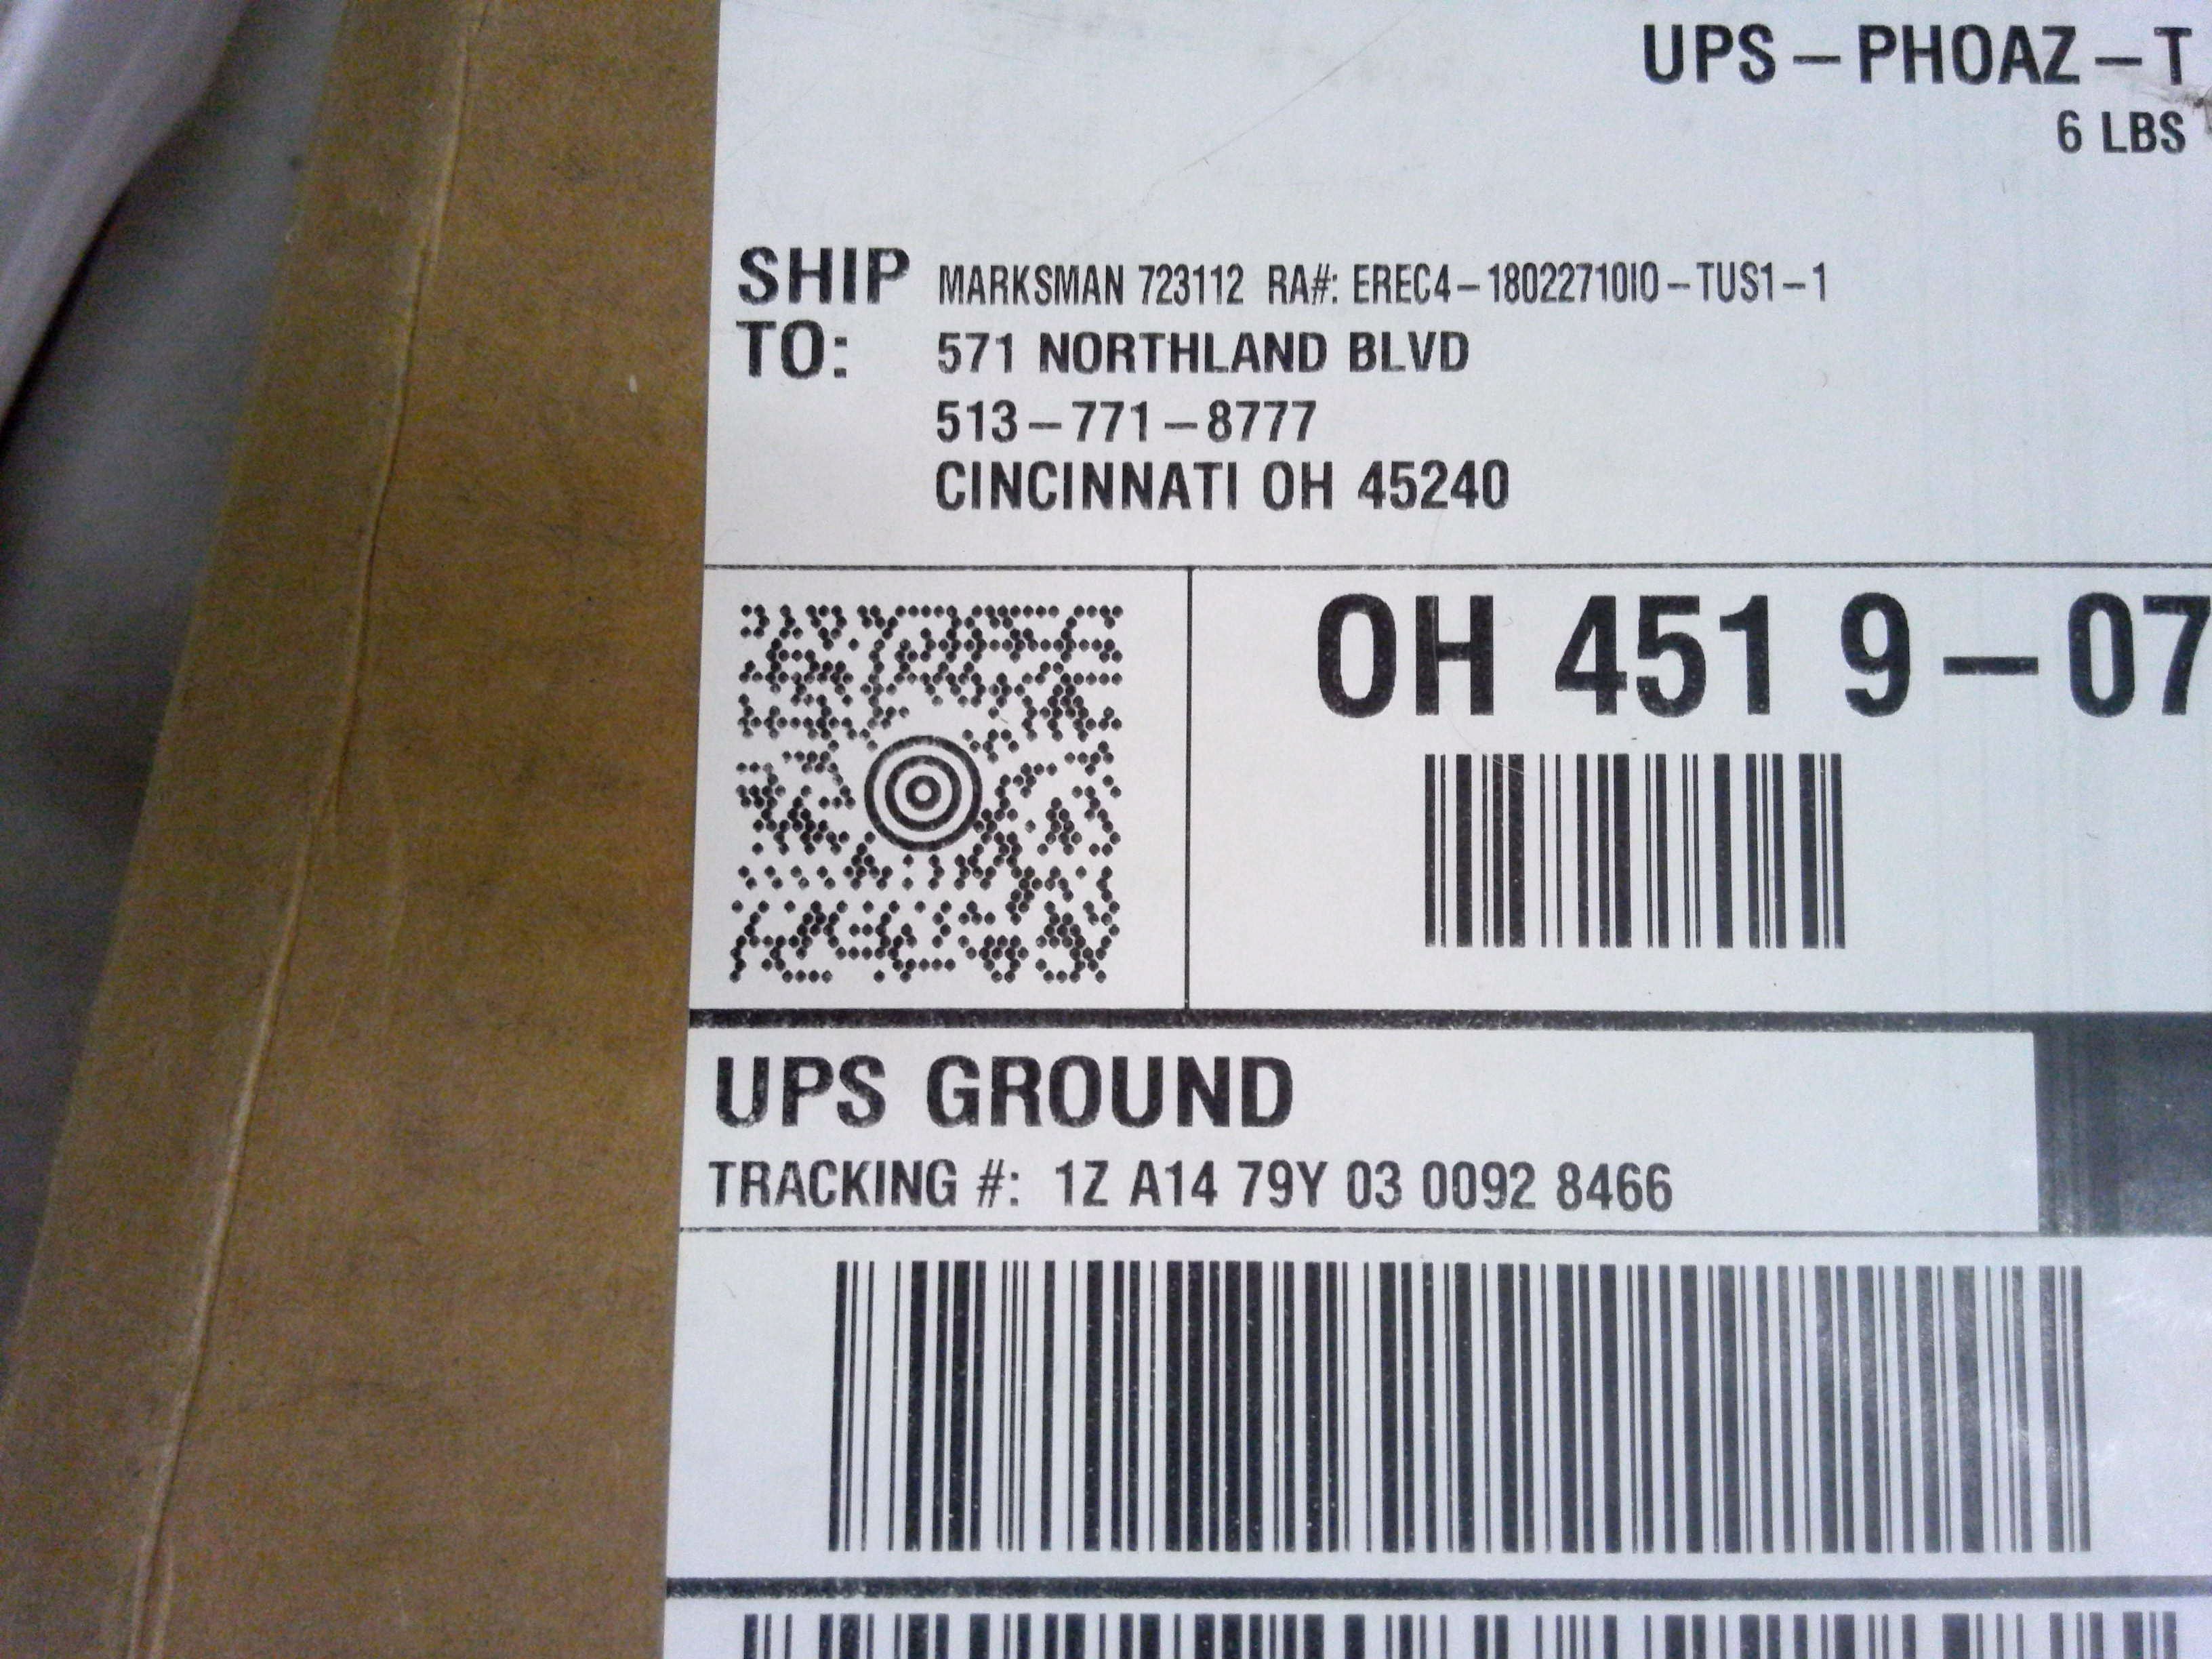 UPS - PHOAZ - T
6 LBS
SHIP TO:
MARKSMAN 723112 RA#: EREC4-18022710IO-TUS1-1
571 NORTHLAND BLVD
513-771-8777
CINCINNATI OH 45240
OH 451 9-07
UPS GROUND
TRACKING #: 1Z A14 79Y 03 0092 8466